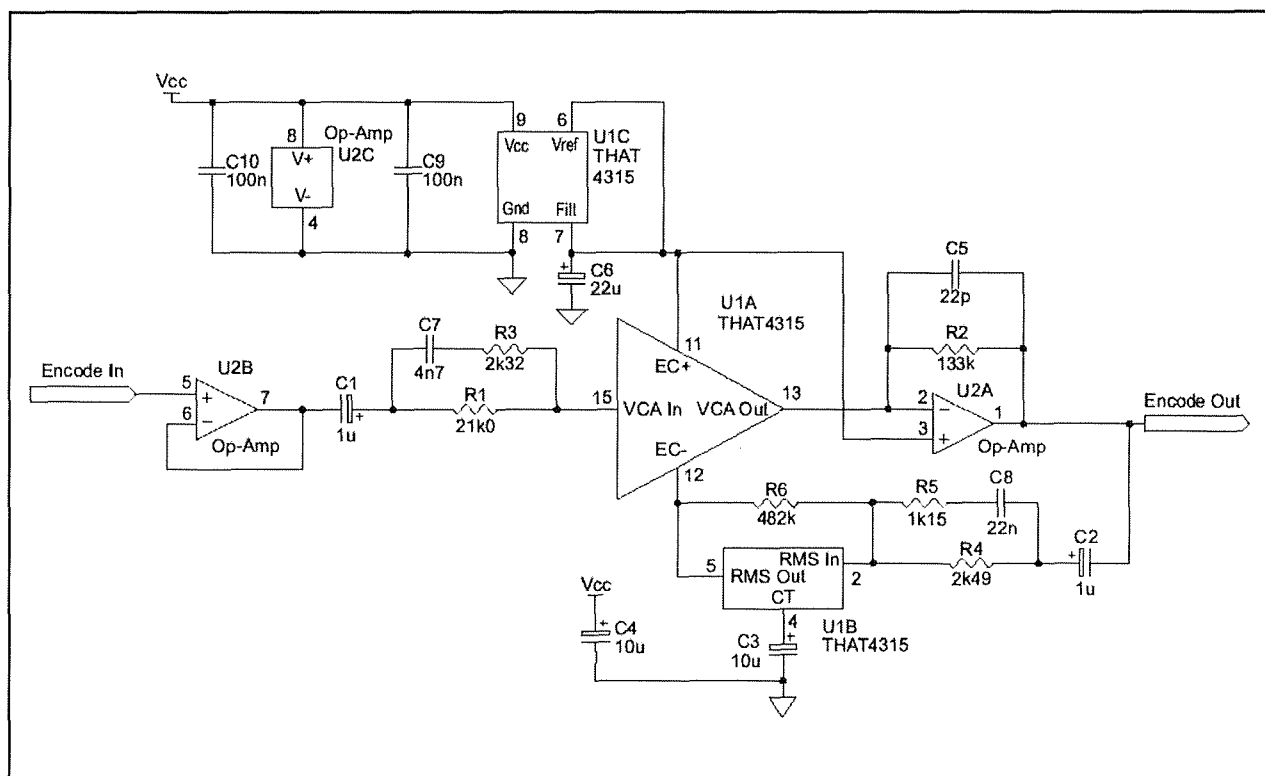 Vcc
C10
100n
8
V+
V-
4
Op-Amp
U2C
C9
100n
9
6
Vcc
Vref
Gnd
Filt
8
7
U1C
THAT
4315
+
C6
22u
U1A
THAT4315
C5
22p
R2
133k
C7
4n7
R3
2k32
Encode In
U2B
5
+
6
−
7
Op-Amp
C1
+
1u
R1
21k0
15
11
EC+
VCA In
VCA Out
EC-
12
13
2
−
3
+
U2A
1
Op-Amp
Encode Out
R6
482k
R5
1k15
C8
22n
R4
2k49
C2
+
1u
5
RMS In
RMS Out
2
CT
4
U1B
THAT4315
Vcc
+
C4
10u
C3
+
10u